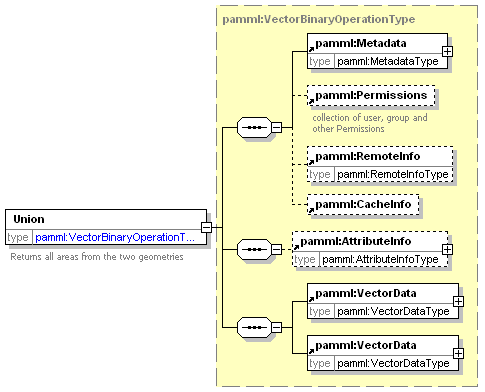 pamml:VectorBinaryOperationType
pamml:Metadata
type pamml:MetadataType
pamml:Permissions
collection of user, group and
other Permissions
pamml:RemoteInfo
type pamml:RemoteInfoType
pamml:CacheInfo
Union
type pamml:VectorBinaryOperationT...
Returns all areas from the two geometries
pamml:AttributeInfo
type pamml:AttributeInfoType
pamml:VectorData
type pamml:VectorDataType
pamml:VectorData
type pamml:VectorDataType